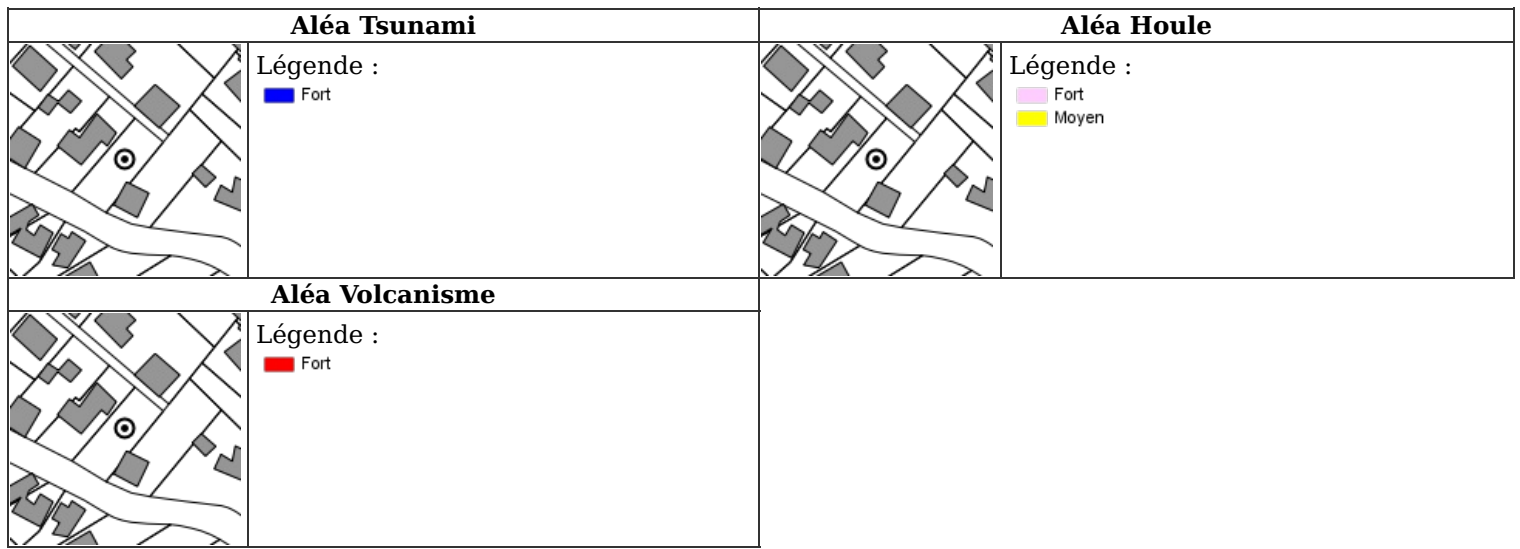 Aléa Tsunami
Légende :
Fort
Aléa Houle
Légende :
Fort
Moyen
Aléa Volcanisme
Légende :
Fort